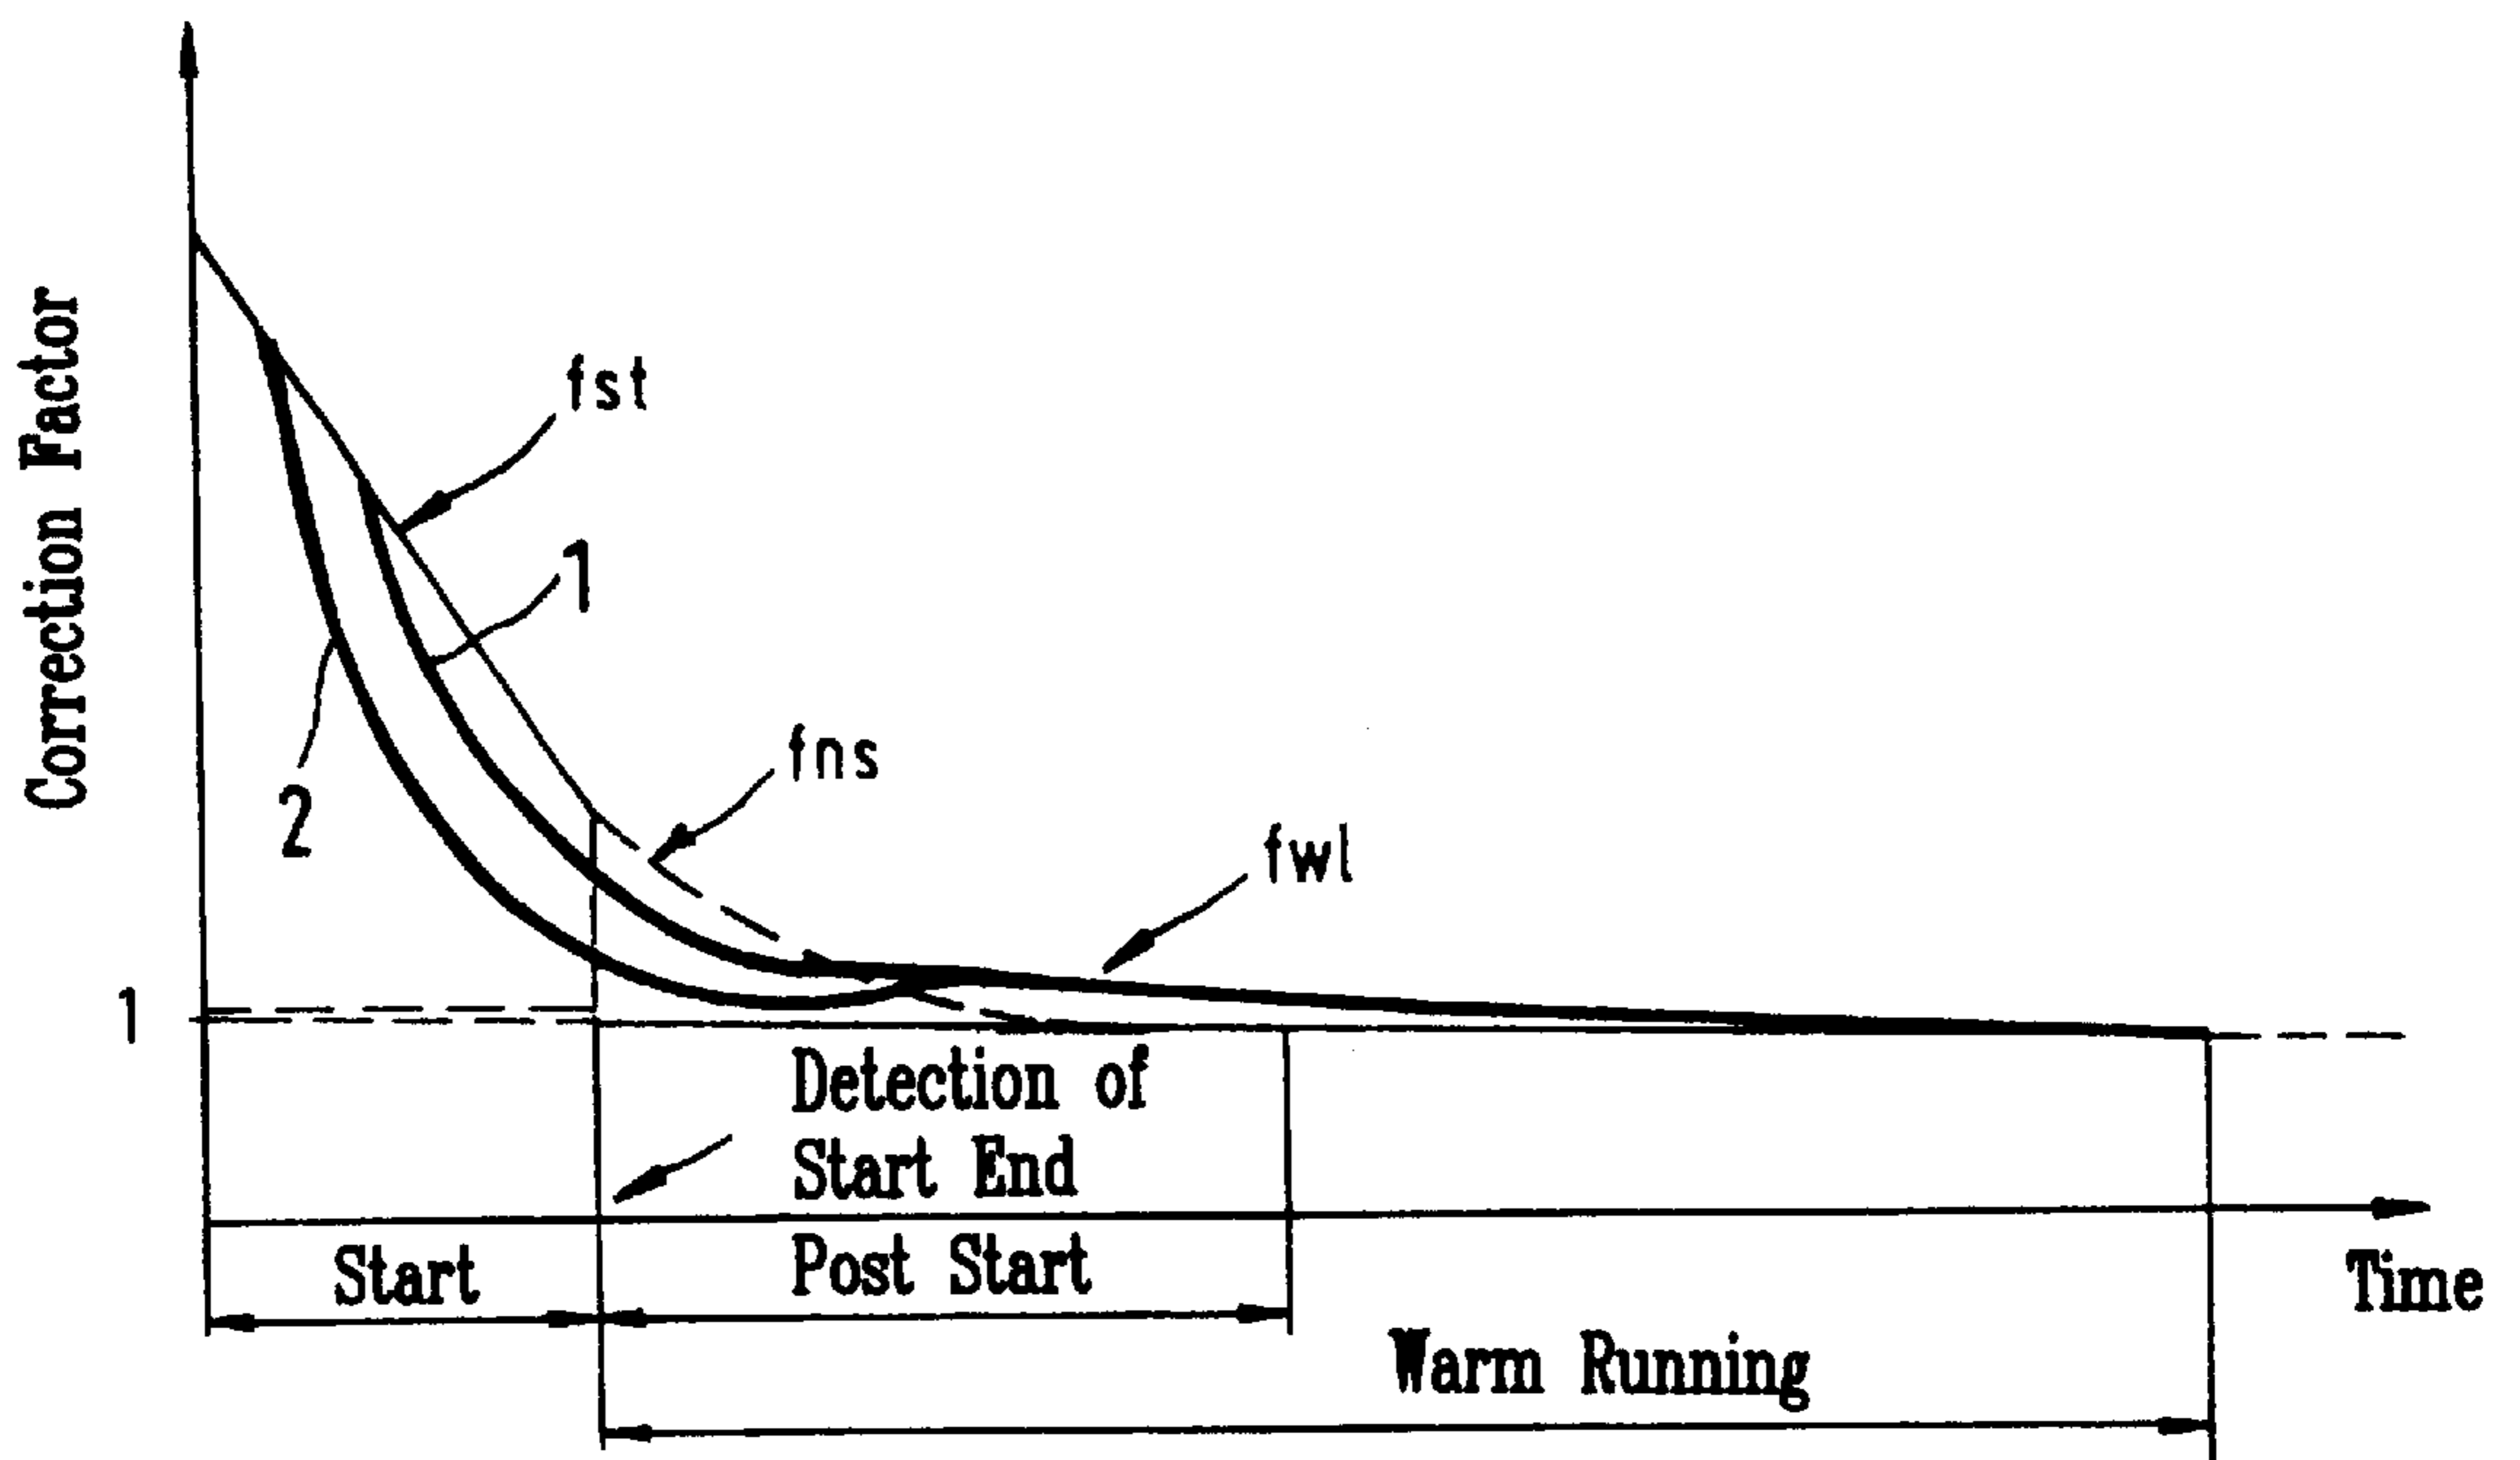 Correction Factor
fst
1
fns
2
fwl
1
Detection of
Start End
Start
Post Start
Time
Warm Running